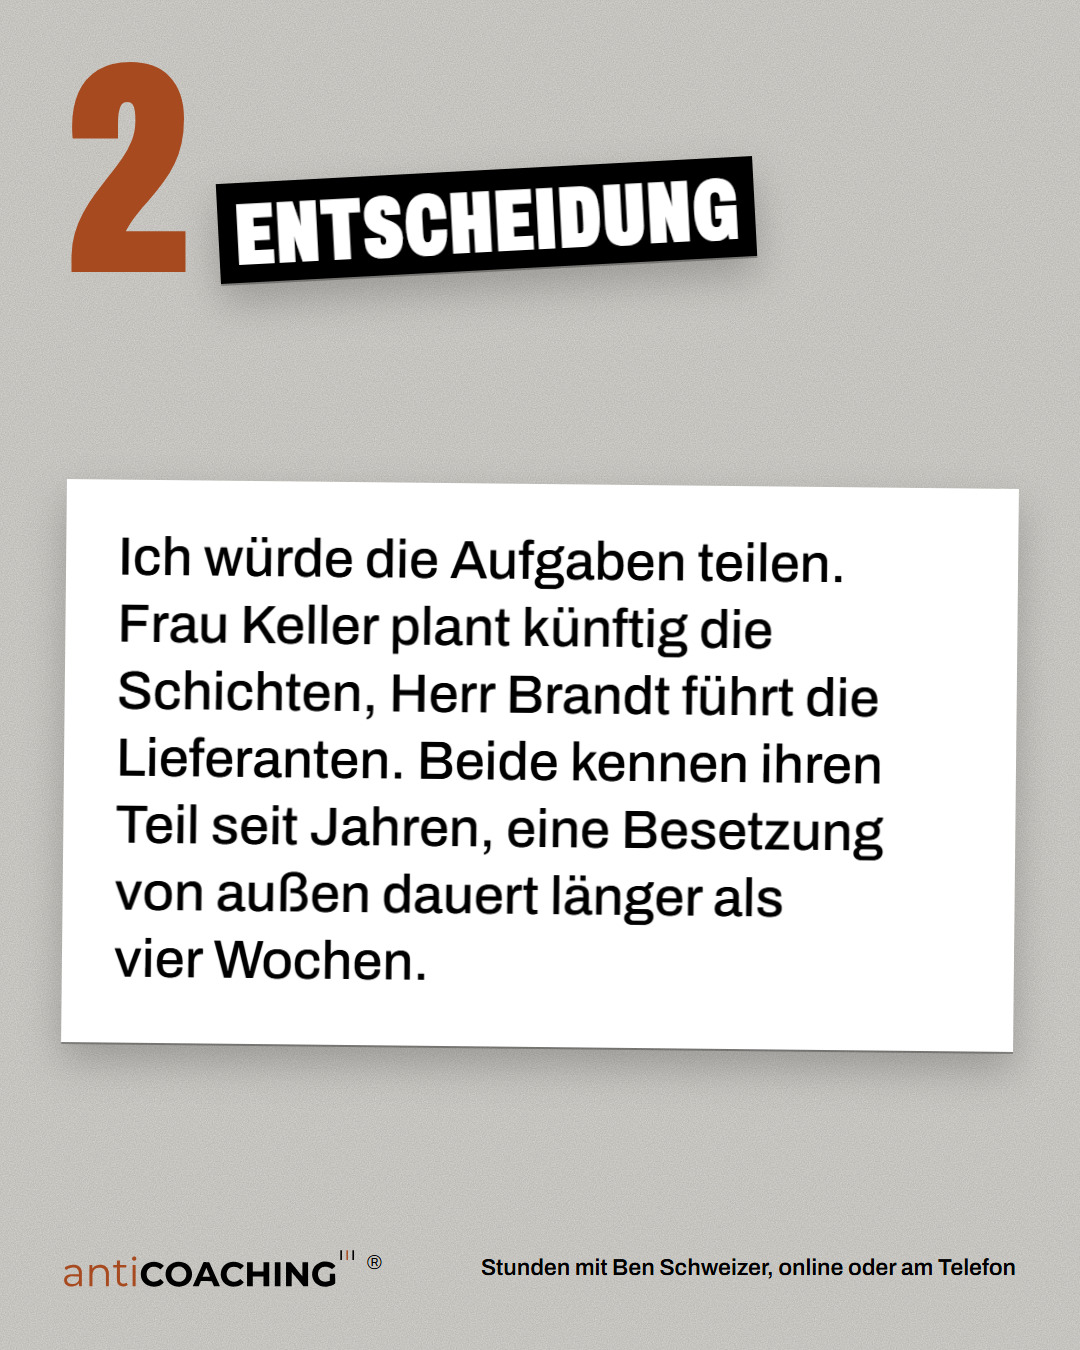 2
ENTSCHEIDUNG
Ich würde die Aufgaben teilen.
Frau Keller plant künftig die
Schichten, Herr Brandt führt die
Lieferanten. Beide kennen ihren
Teil seit Jahren, eine Besetzung
von außen dauert länger als
vier Wochen.
antiCOACHING ®
Stunden mit Ben Schweizer, online oder am Telefon